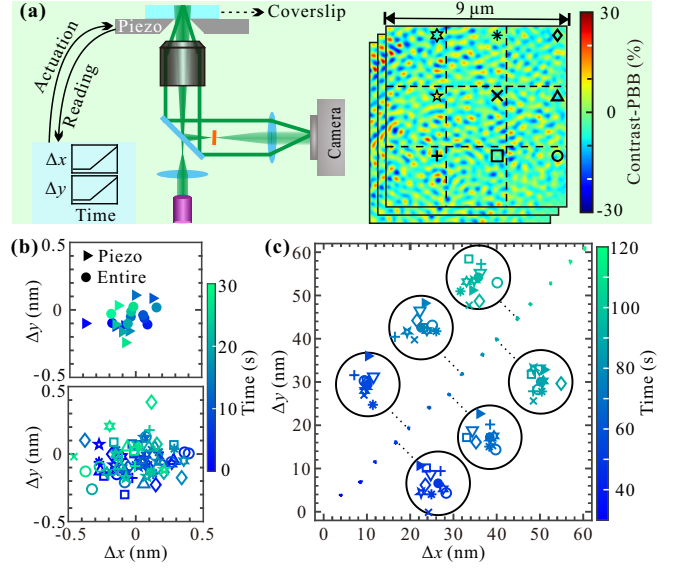 (a)
Coverslip
Piezo
Actuation
Reading
Camera
Δx
Δy
Time
9 μm
30
15
0
-15
-30
Contrast-PBB (%)
(b)
0.5
0
-0.5
Δy (nm)
Piezo
Entire
0.5
0
-0.5
Δy (nm)
-0.5
0
0.5
Δx (nm)
30
20
10
0
Time (s)
(c)
60
50
40
30
20
10
0
Δy (nm)
0
10
20
30
40
50
60
Δx (nm)
120
100
80
60
40
Time (s)